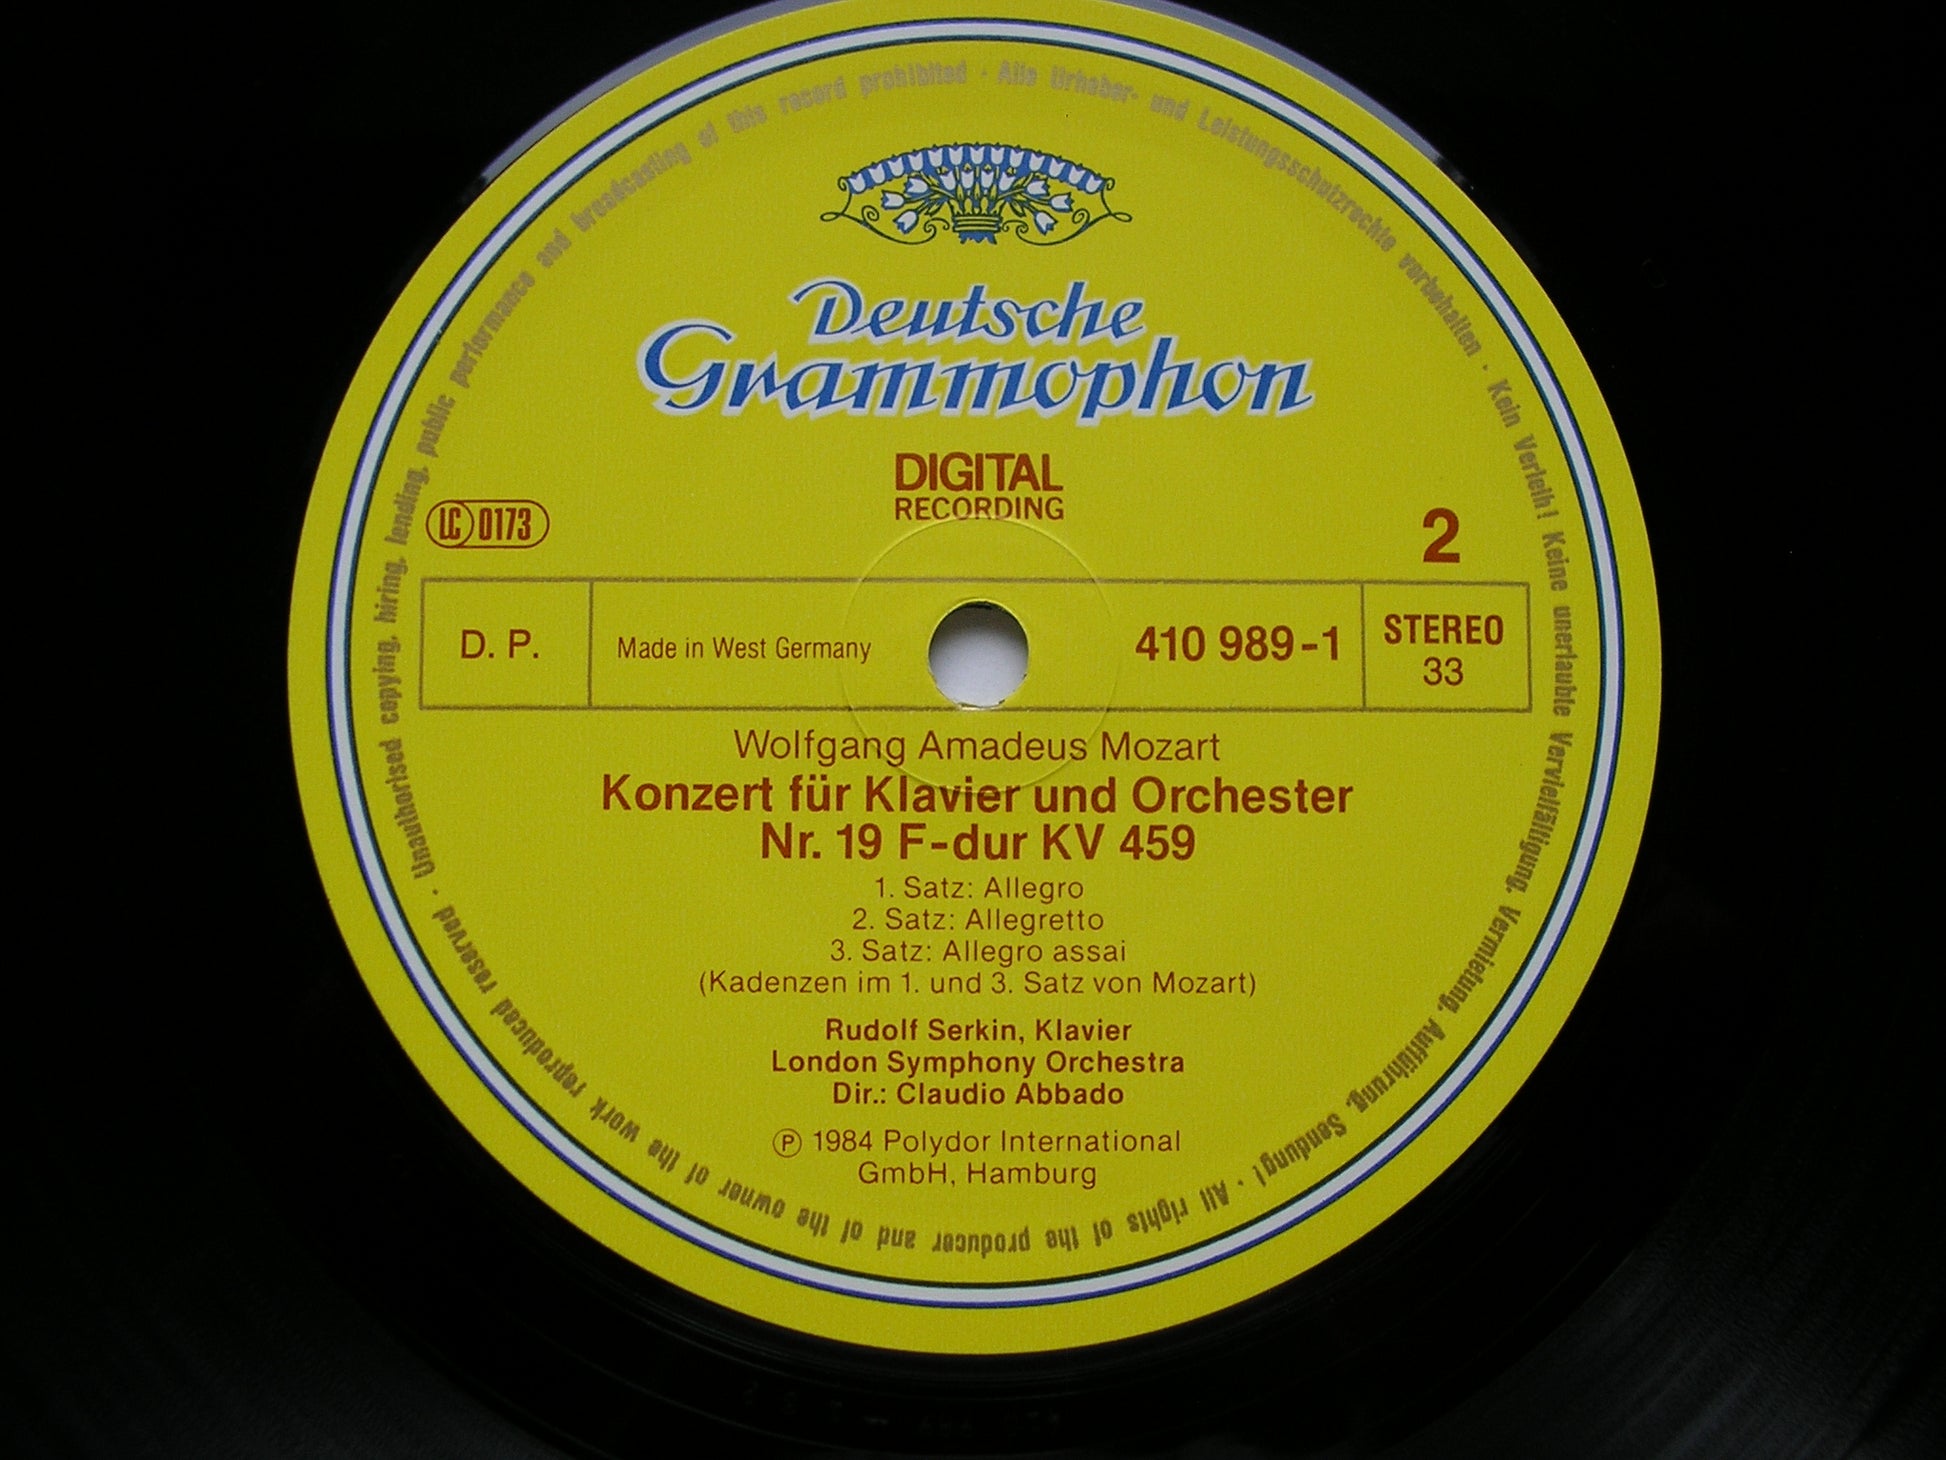 Deutsche
Grammophon
DIGITAL
RECORDING
LC 0173
2
D. P.
Made in West Germany
410 989-1
STEREO
33
Wolfgang Amadeus Mozart
Konzert für Klavier und Orchester
Nr. 19 F-dur KV 459
1. Satz: Allegro
2. Satz: Allegretto
3. Satz: Allegro assai
(Kadenzen im 1. und 3. Satz von Mozart)
Rudolf Serkin, Klavier
London Symphony Orchestra
Dir.: Claudio Abbado
℗ 1984 Polydor International
GmbH, Hamburg
Alle Urheber- und Leistungsschutzrechte vorbehalten · Kein Verleih! Keine unerlaubte Vervielfältigung, Vermietung, Aufführung, Sendung! · All rights of the producer and of the owner of the work reproduced reserved · Unauthorised copying, hiring, lending, public performance and broadcasting of this record prohibited ·